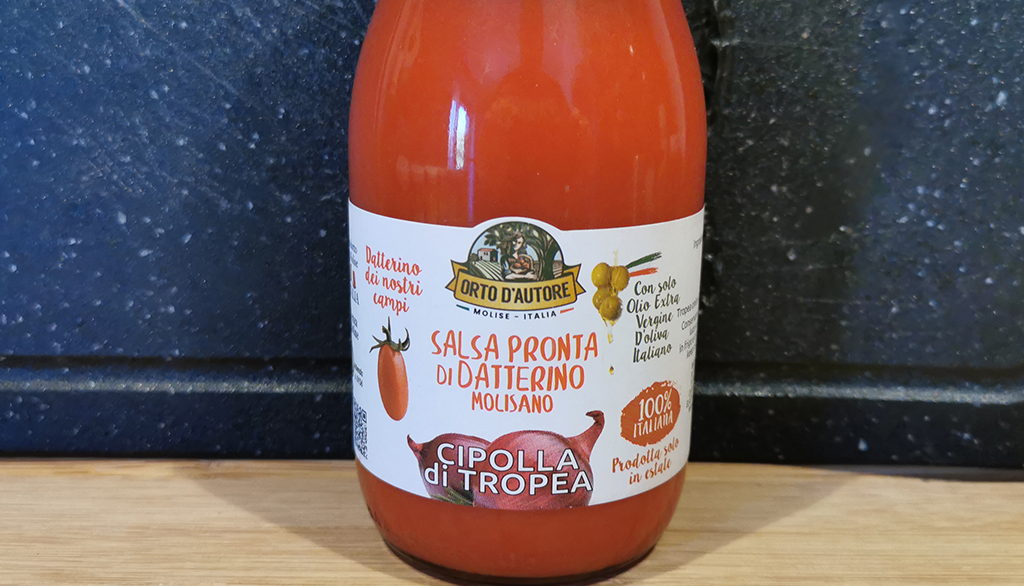 Datterino
dei nostri
campi
ORTO D'AUTORE
MOLISE - ITALIA
Con solo
Olio Extra
Vergine
D'oliva
Italiano
SALSA PRONTA
DI DATTERINO
MOLISANO
100%
ITALIANA
Prodotta solo
in estate
CIPOLLA
di TROPEA